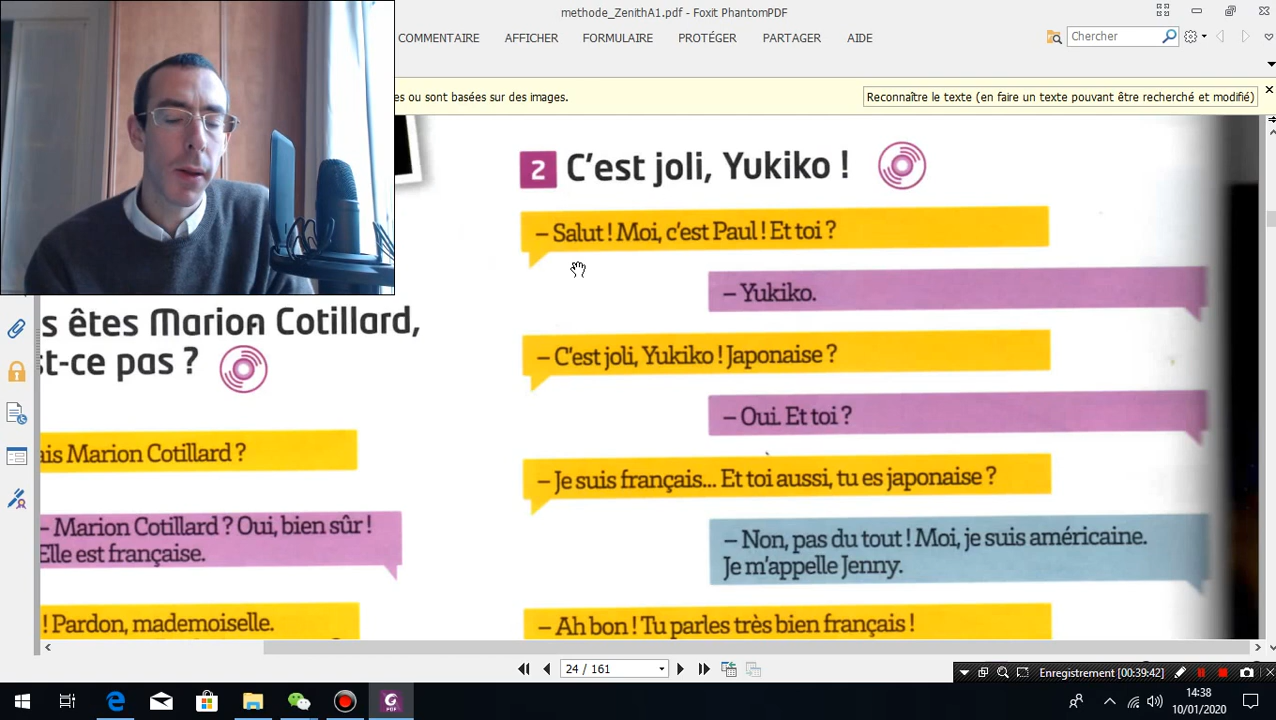 methode_ZenithA1.pdf - Foxit PhantomPDF
COMMENTAIRE AFFICHER FORMULAIRE PROTÉGER PARTAGER AIDE
Chercher
es ou sont basées sur des images.
Reconnaître le texte (en faire un texte pouvant être recherché et modifié)
2 C'est joli, Yukiko !
– Salut ! Moi, c'est Paul ! Et toi ?
– Yukiko.
– C'est joli, Yukiko ! Japonaise ?
– Oui. Et toi ?
– Je suis français... Et toi aussi, tu es japonaise ?
– Non, pas du tout ! Moi, je suis américaine.
Je m'appelle Jenny.
– Ah bon ! Tu parles très bien français !
s êtes Marion Cotillard,
st-ce pas ?
ais Marion Cotillard ?
– Marion Cotillard ? Oui, bien sûr !
Elle est française.
! Pardon, mademoiselle.
24 / 161
Enregistrement (00:39:42)
PDF
14:38
10/01/2020